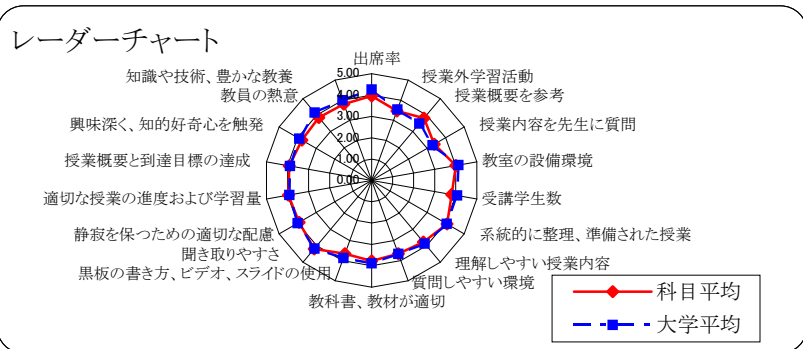 レーダーチャート
出席率
授業外学習活動
授業概要を参考
授業内容を先生に質問
教室の設備環境
受講学生数
系統的に整理、準備された授業
理解しやすい授業内容
質問しやすい環境
教科書、教材が適切
黒板の書き方、ビデオ、スライドの使用
聞き取りやすさ
静寂を保つための適切な配慮
適切な授業の進度および学習量
授業概要と到達目標の達成
興味深く、知的好奇心を触発
教員の熱意
知識や技術、豊かな教養
5.00
4.00
3.00
2.00
1.00
0.00
科目平均
大学平均